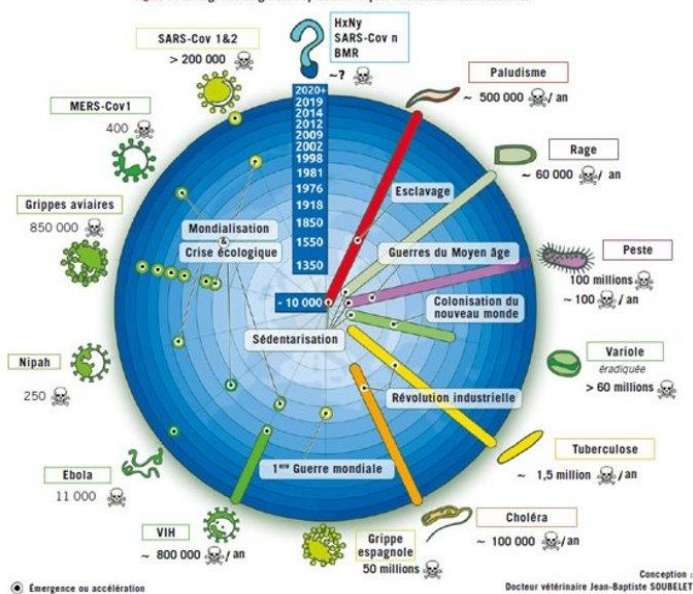 HxNy
SARS-Cov n
BMR
~?
SARS-Cov 1&2
> 200 000
MERS-Cov1
400
Grippes aviaires
850 000
Nipah
250
Ebola
11 000
VIH
~ 800 000 / an
Grippe
espagnole
50 millions
Choléra
~ 100 000 / an
Tuberculose
~ 1,5 million / an
Variole
éradiquée
> 60 millions
Peste
100 millions
~ 100 / an
Rage
~ 60 000 / an
Paludisme
~ 500 000 / an
2020+
2019
2014
2012
2009
2002
1998
1981
1976
1918
1850
1550
1350
- 10 000
Esclavage
Guerres du Moyen âge
Colonisation du
nouveau monde
Mondialisation
Crise écologique
Sédentarisation
Révolution industrielle
1ere Guerre mondiale
Émergence ou accélération
Conception :
Docteur vétérinaire Jean-Baptiste SOUBELET